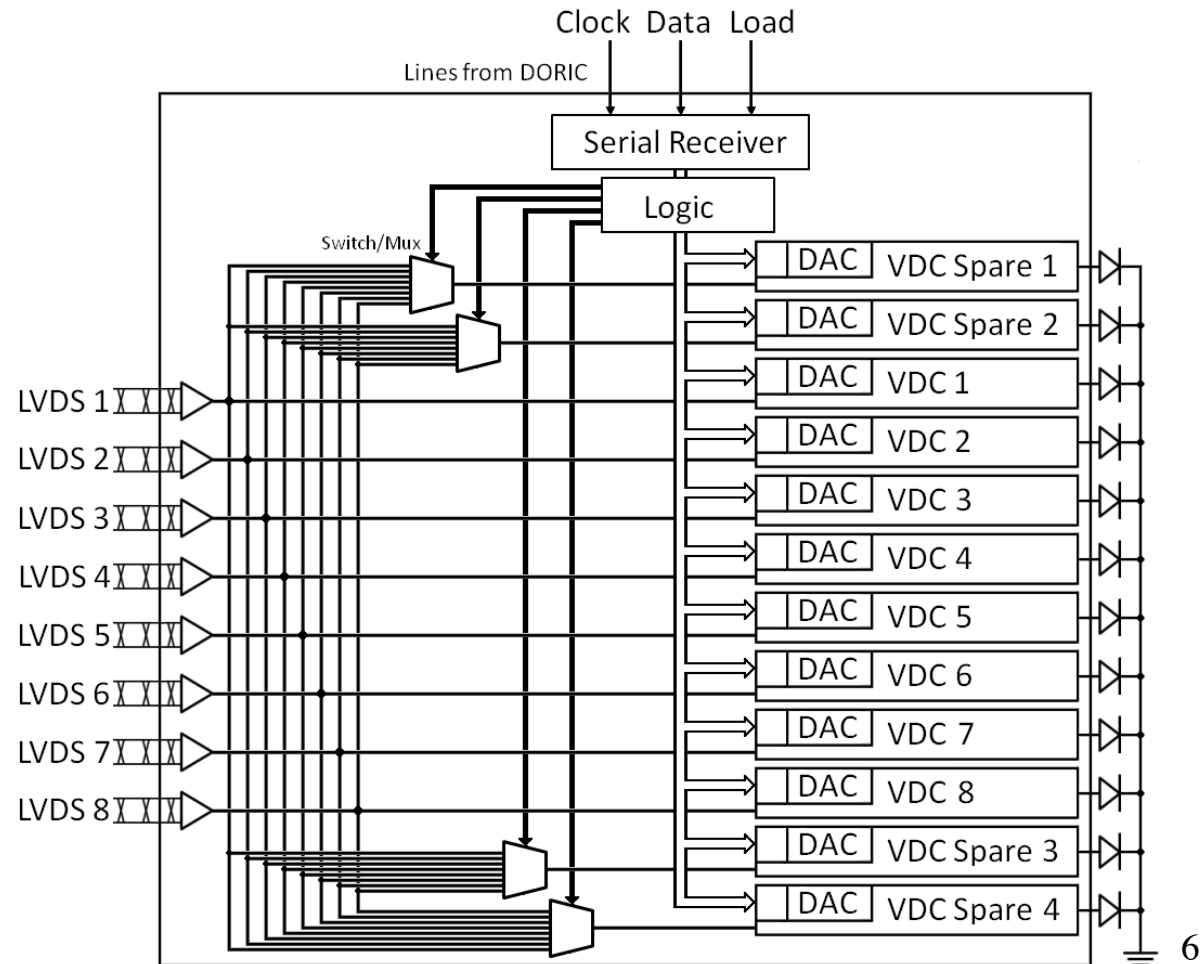 Clock Data Load
Lines from DORIC
Serial Receiver
Logic
Switch/Mux
DAC VDC Spare 1
DAC VDC Spare 2
LVDS 1 DAC VDC 1
LVDS 2 DAC VDC 2
LVDS 3 DAC VDC 3
LVDS 4 DAC VDC 4
LVDS 5 DAC VDC 5
LVDS 6 DAC VDC 6
LVDS 7 DAC VDC 7
LVDS 8 DAC VDC 8
DAC VDC Spare 3
DAC VDC Spare 4
6